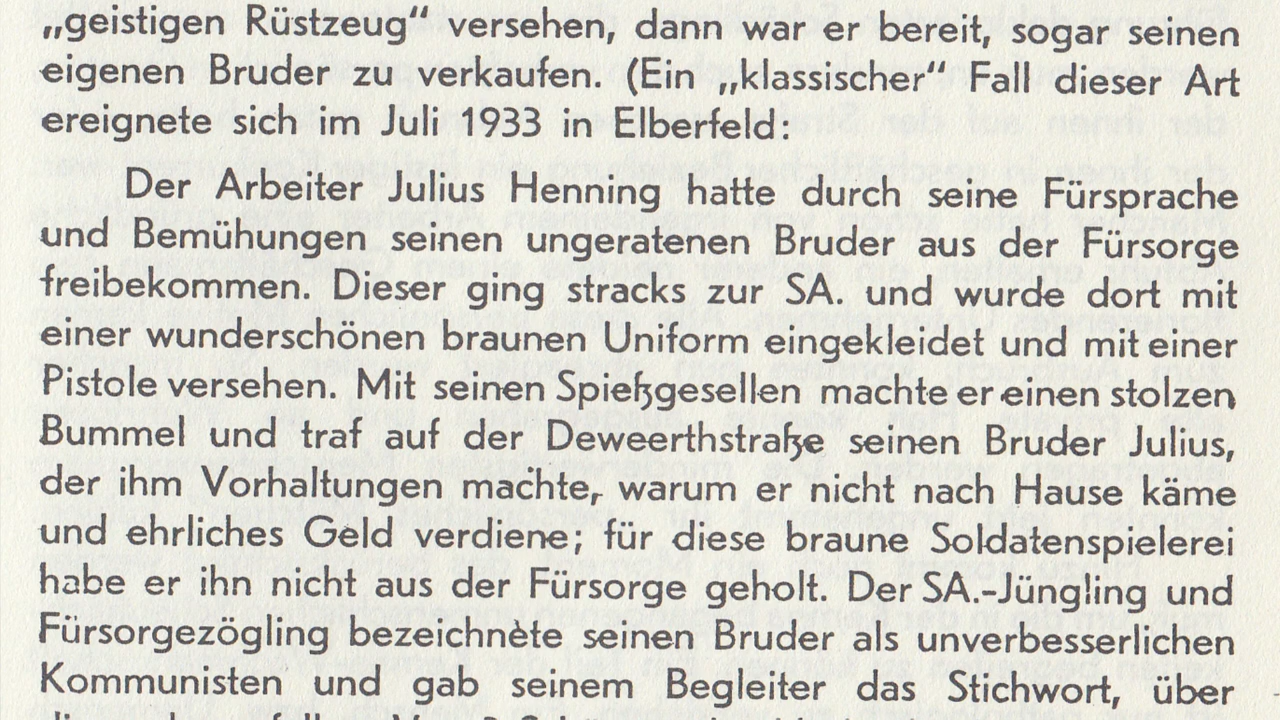 „geistigen Rüstzeug“ versehen, dann war er bereit, sogar seinen
eigenen Bruder zu verkaufen. (Ein „klassischer“ Fall dieser Art
ereignete sich im Juli 1933 in Elberfeld:
Der Arbeiter Julius Henning hatte durch seine Fürsprache
und Bemühungen seinen ungeratenen Bruder aus der Fürsorge
freibekommen. Dieser ging stracks zur SA. und wurde dort mit
einer wunderschönen braunen Uniform eingekleidet und mit einer
Pistole versehen. Mit seinen Spießgesellen machte er einen stolzen
Bummel und traf auf der Deweerthstraße seinen Bruder Julius,
der ihm Vorhaltungen machte, warum er nicht nach Hause käme
und ehrliches Geld verdiene; für diese braune Soldatenspielerei
habe er ihn nicht aus der Fürsorge geholt. Der SA.-Jüngling und
Fürsorgezögling bezeichnete seinen Bruder als unverbesserlichen
Kommunisten und gab seinem Begleiter das Stichwort, über